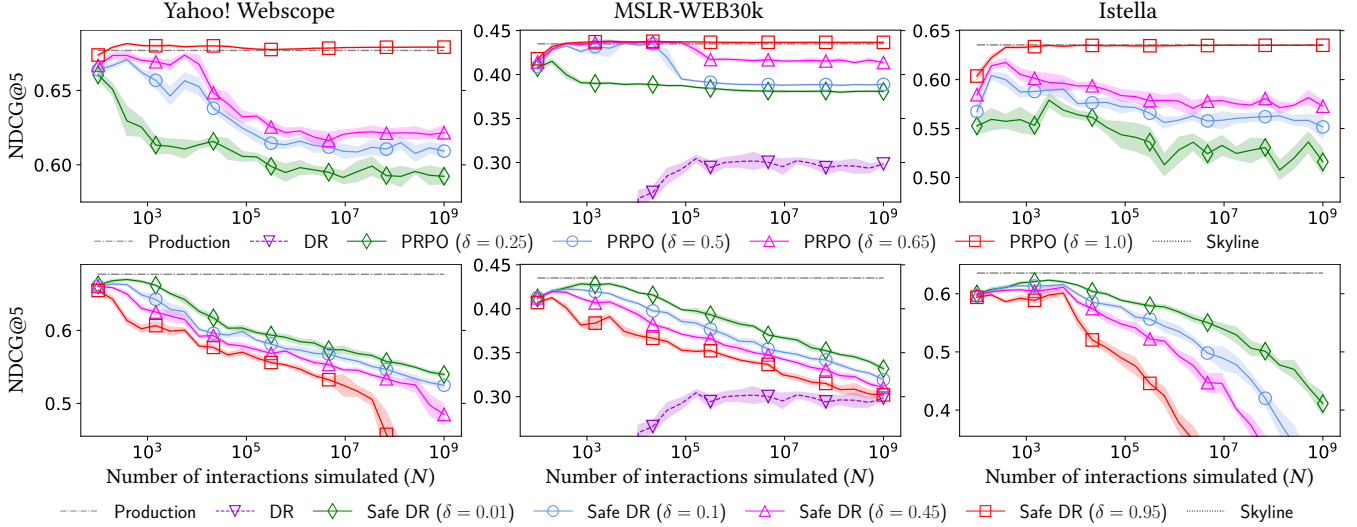 Yahoo! Webscope MSLR-WEB30k Istella
NDCG@5
0.65
0.60
0.45
0.40
0.35
0.30
0.65
0.60
0.55
0.50
10^3 10^5 10^7 10^9 10^3 10^5 10^7 10^9 10^3 10^5 10^7 10^9
Production DR PRPO (δ = 0.25) PRPO (δ = 0.5) PRPO (δ = 0.65) PRPO (δ = 1.0) Skyline
NDCG@5
0.6
0.5
0.45
0.40
0.35
0.30
0.6
0.5
0.4
10^3 10^5 10^7 10^9 10^3 10^5 10^7 10^9 10^3 10^5 10^7 10^9
Number of interactions simulated (N) Number of interactions simulated (N) Number of interactions simulated (N)
Production DR Safe DR (δ = 0.01) Safe DR (δ = 0.1) Safe DR (δ = 0.45) Safe DR (δ = 0.95) Skyline